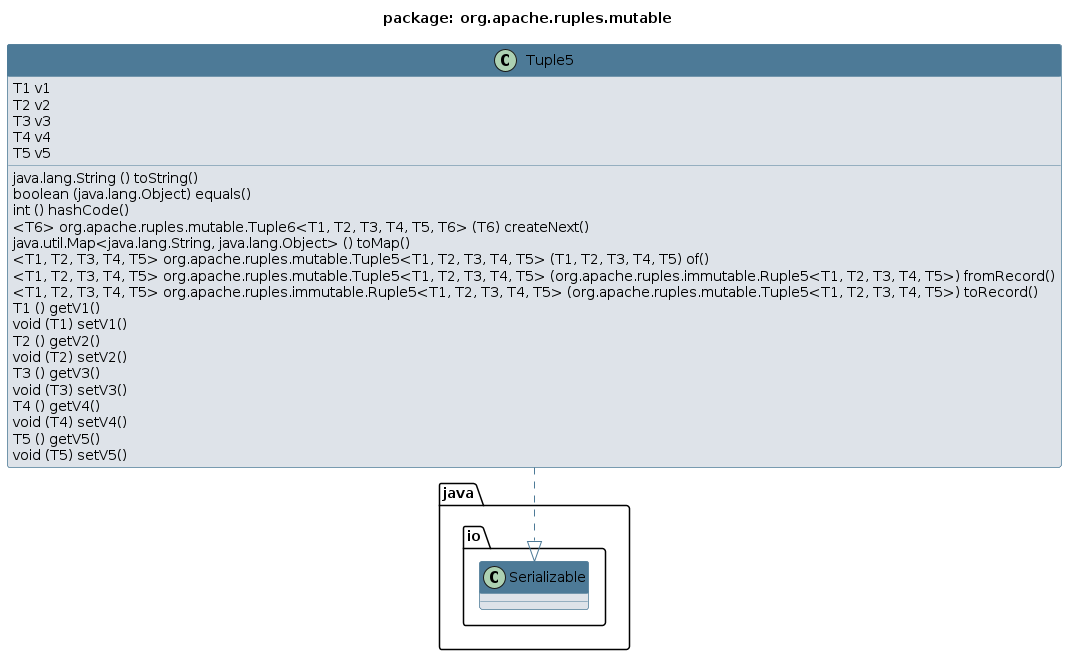 package: org.apache.ruples.mutable
C Tuple5
T1 v1
T2 v2
T3 v3
T4 v4
T5 v5
java.lang.String () toString()
boolean (java.lang.Object) equals()
int () hashCode()
<T6> org.apache.ruples.mutable.Tuple6<T1, T2, T3, T4, T5, T6> (T6) createNext()
java.util.Map<java.lang.String, java.lang.Object> () toMap()
<T1, T2, T3, T4, T5> org.apache.ruples.mutable.Tuple5<T1, T2, T3, T4, T5> (T1, T2, T3, T4, T5) of()
<T1, T2, T3, T4, T5> org.apache.ruples.mutable.Tuple5<T1, T2, T3, T4, T5> (org.apache.ruples.immutable.Ruple5<T1, T2, T3, T4, T5>) fromRecord()
<T1, T2, T3, T4, T5> org.apache.ruples.immutable.Ruple5<T1, T2, T3, T4, T5> (org.apache.ruples.mutable.Tuple5<T1, T2, T3, T4, T5>) toRecord()
T1 () getV1()
void (T1) setV1()
T2 () getV2()
void (T2) setV2()
T3 () getV3()
void (T3) setV3()
T4 () getV4()
void (T4) setV4()
T5 () getV5()
void (T5) setV5()
java
io
C Serializable